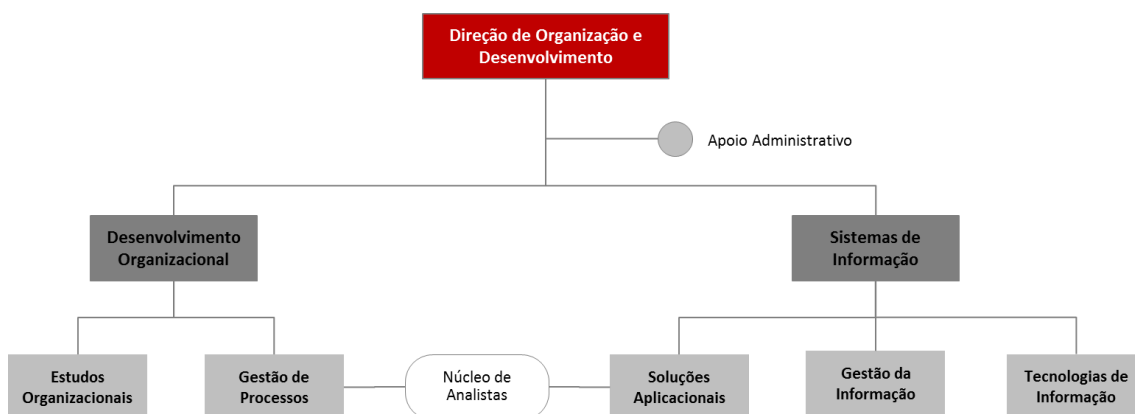 Direção de Organização e
Desenvolvimento
Apoio Administrativo
Desenvolvimento
Organizacional
Sistemas de
Informação
Estudos
Organizacionais
Gestão de
Processos
Núcleo de
Analistas
Soluções
Aplicacionais
Gestão da
Informação
Tecnologias de
Informação